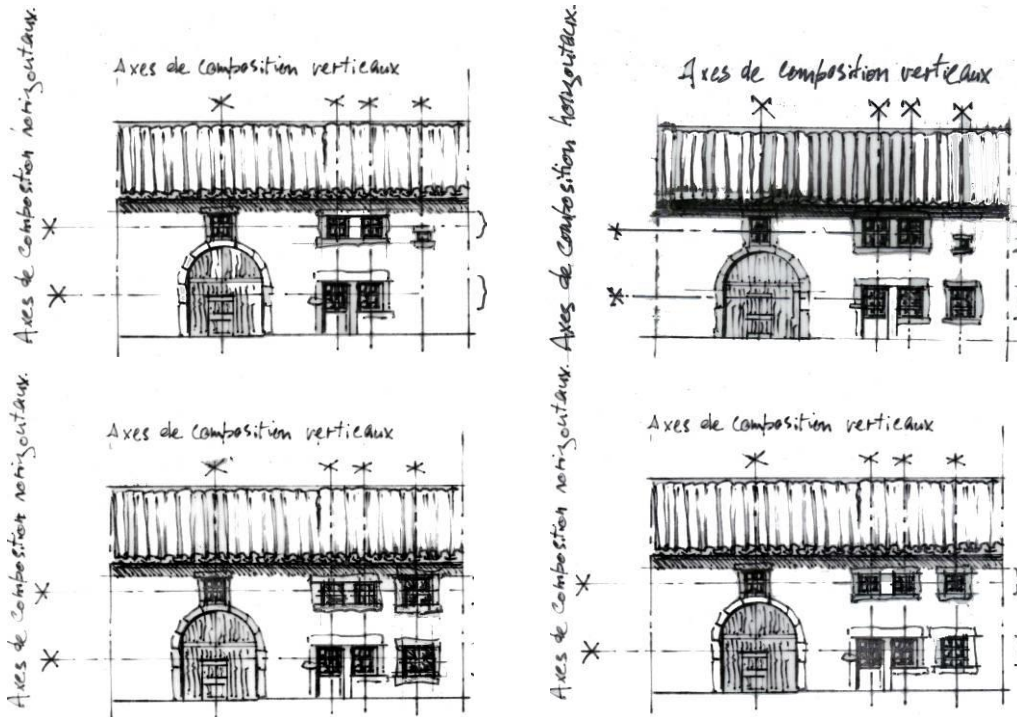 Axes de composition verticaux
Axes de composition horizontaux.
Axes de composition verticaux
Axes de composition horizontaux.
Axes de composition verticaux
Axes de composition horizontaux.
Axes de composition verticaux
Axes de composition horizontaux.